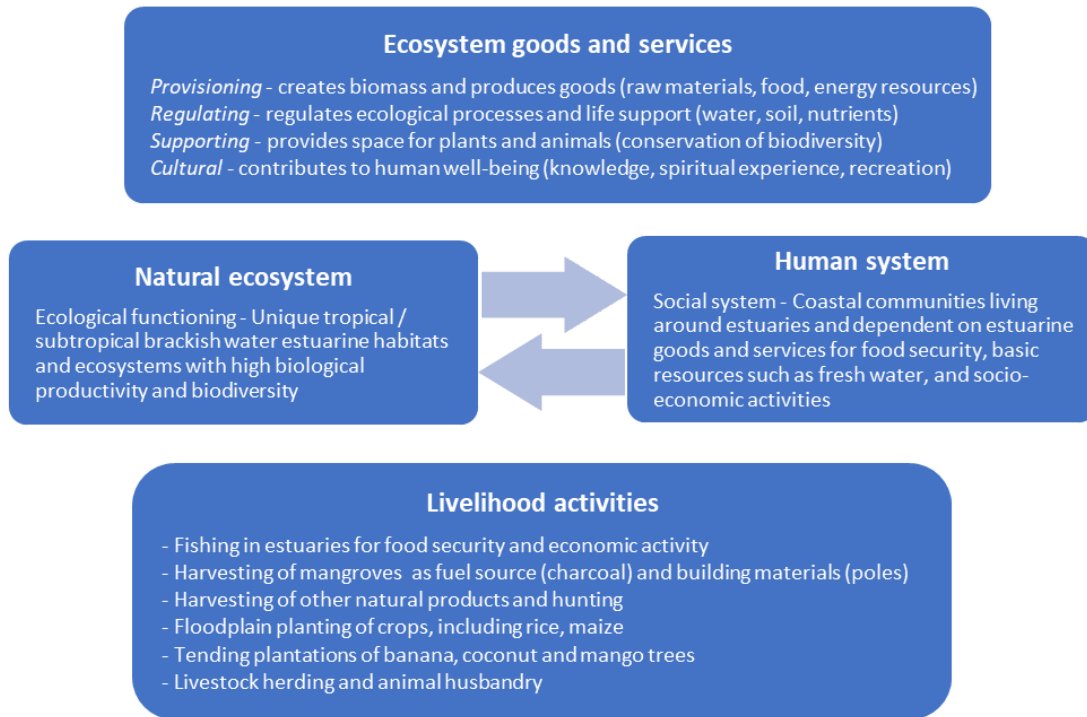 Ecosystem goods and services
Provisioning - creates biomass and produces goods (raw materials, food, energy resources)
Regulating - regulates ecological processes and life support (water, soil, nutrients)
Supporting - provides space for plants and animals (conservation of biodiversity)
Cultural - contributes to human well-being (knowledge, spiritual experience, recreation)
Natural ecosystem
Ecological functioning - Unique tropical /
subtropical brackish water estuarine habitats
and ecosystems with high biological
productivity and biodiversity
Human system
Social system - Coastal communities living
around estuaries and dependent on estuarine
goods and services for food security, basic
resources such as fresh water, and socio-
economic activities
Livelihood activities
- Fishing in estuaries for food security and economic activity
- Harvesting of mangroves as fuel source (charcoal) and building materials (poles)
- Harvesting of other natural products and hunting
- Floodplain planting of crops, including rice, maize
- Tending plantations of banana, coconut and mango trees
- Livestock herding and animal husbandry